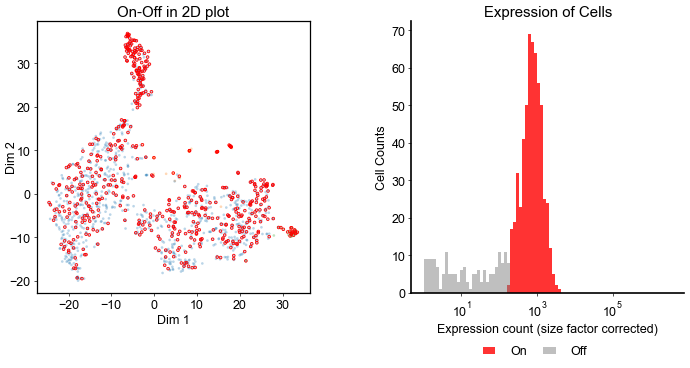 On-Off in 2D plot
Dim 2
30
20
10
0
−10
−20
−20 −10 0 10 20 30
Dim 1
Expression of Cells
Cell Counts
70
60
50
40
30
20
10
0
10^1 10^3 10^5
Expression count (size factor corrected)
On Off